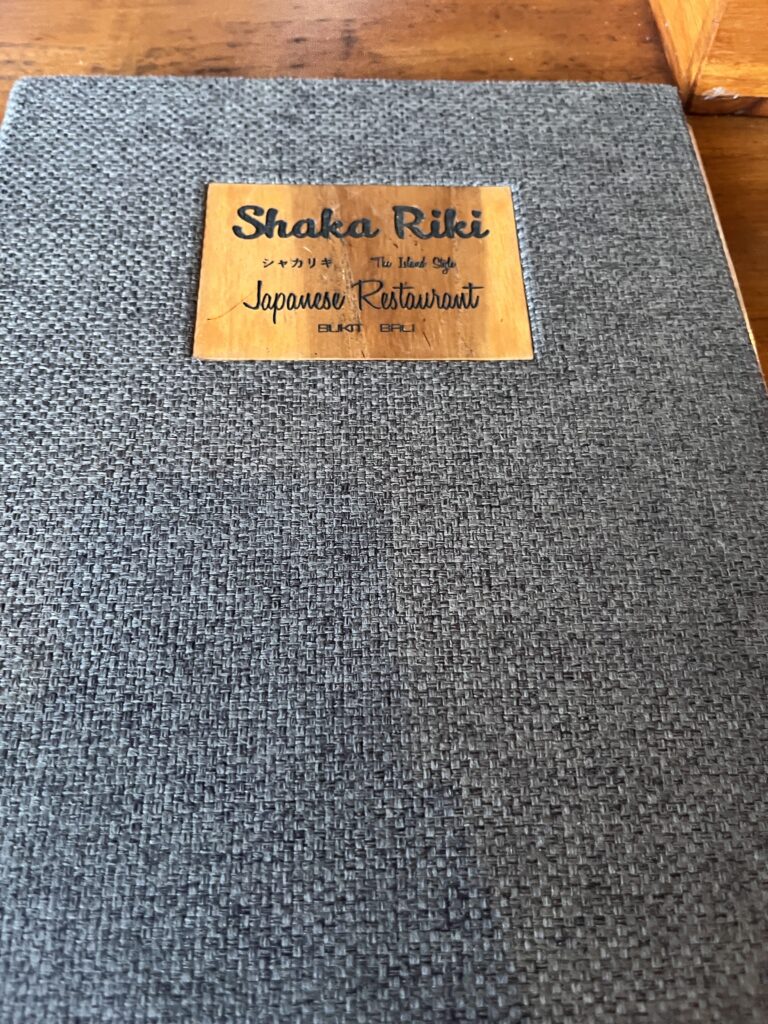 Shaka Riki
シャカリキ The Island Style
Japanese Restaurant
BUKIT BALI